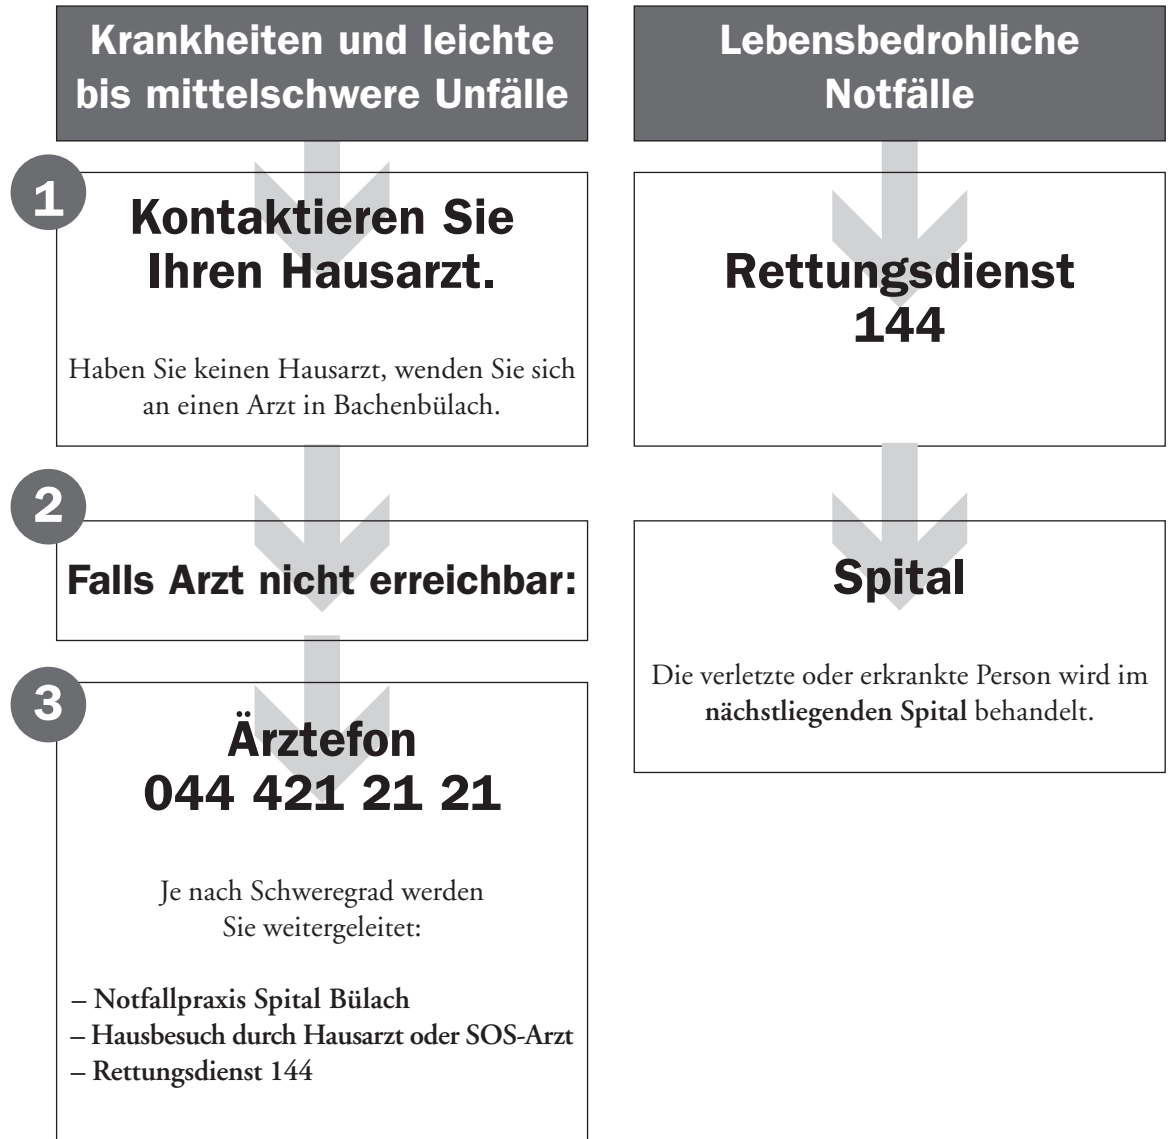 Krankheiten und leichte
bis mittelschwere Unfälle
1
Kontaktieren Sie
Ihren Hausarzt.
Haben Sie keinen Hausarzt, wenden Sie sich
an einen Arzt in Bachenbülach.
2
Falls Arzt nicht erreichbar:
3
Ärztefon
044 421 21 21
Je nach Schweregrad werden
Sie weitergeleitet:
– Notfallpraxis Spital Bülach
– Hausbesuch durch Hausarzt oder SOS-Arzt
– Rettungsdienst 144
Lebensbedrohliche
Notfälle
Rettungsdienst
144
Spital
Die verletzte oder erkrankte Person wird im
nächstliegenden Spital behandelt.